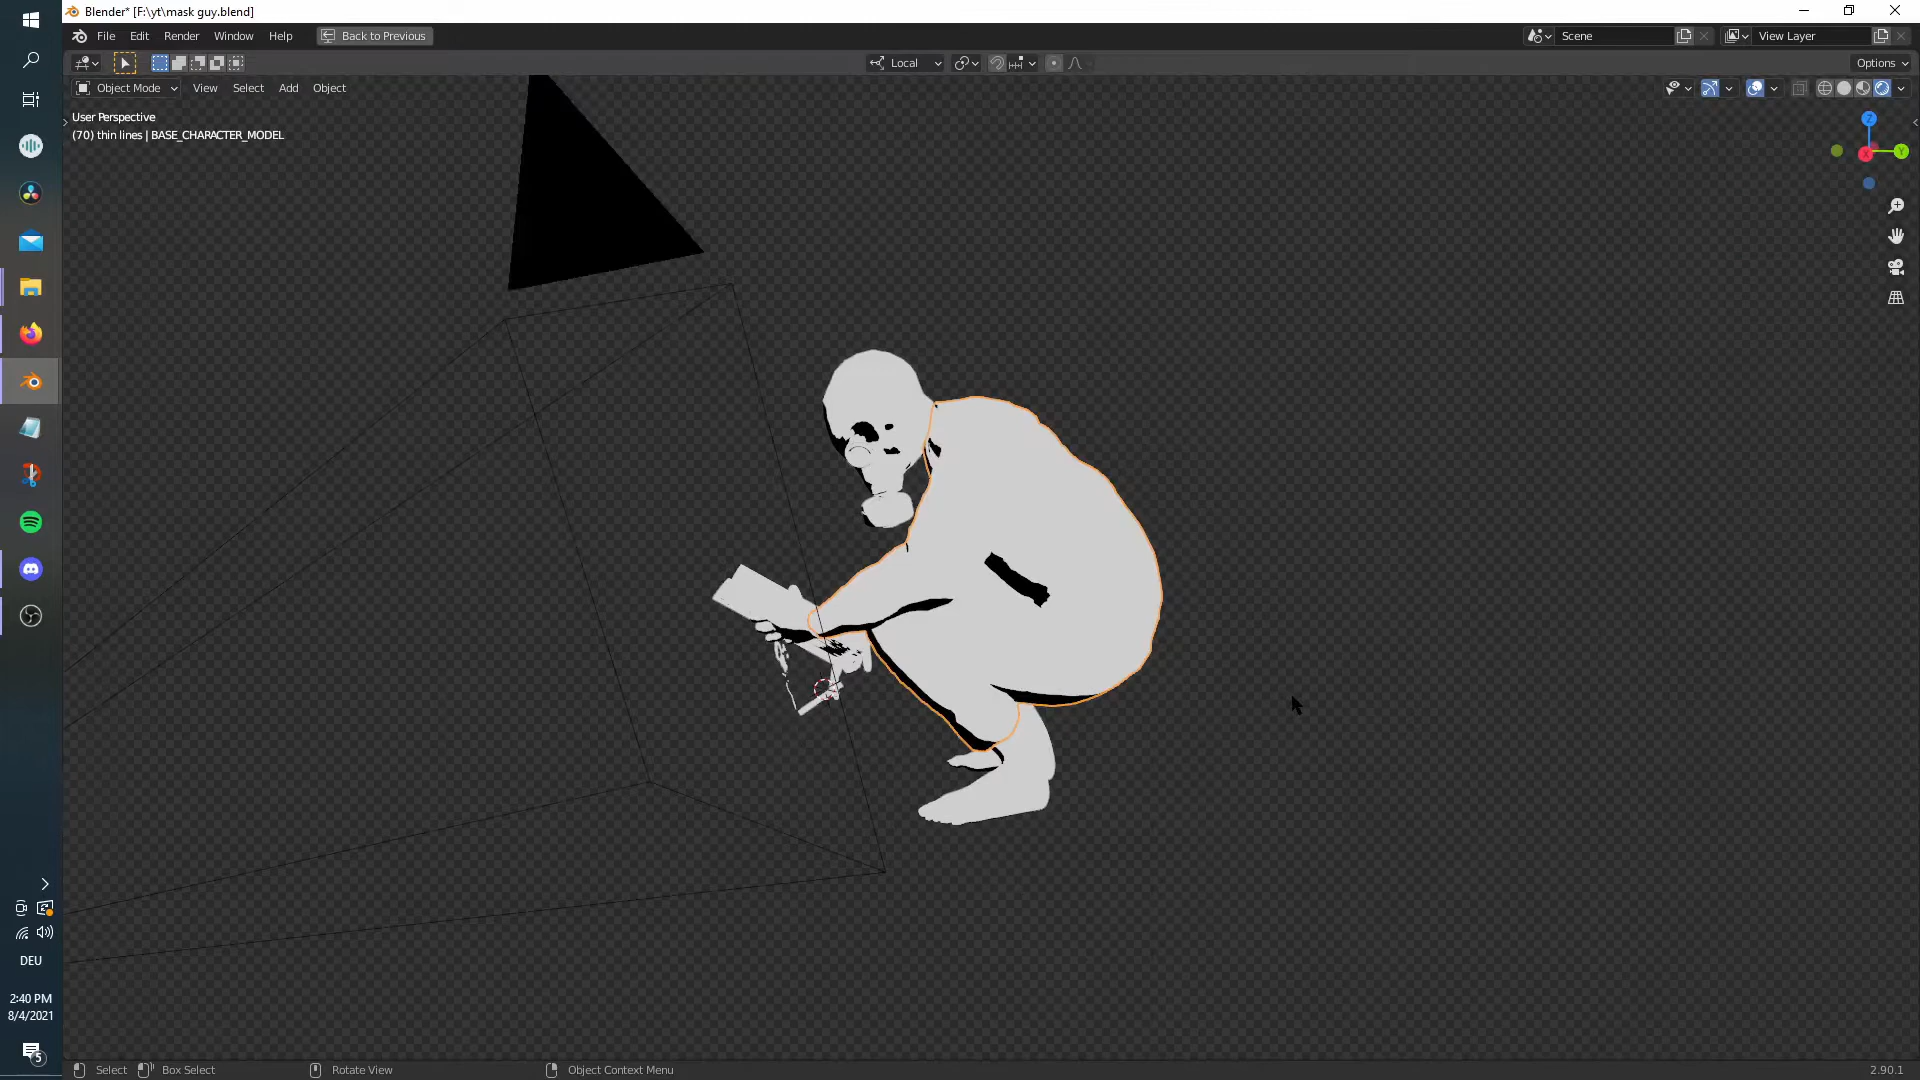 Blender* [F:\yt\mask guy.blend]
File Edit Render Window Help Back to Previous Scene View Layer
Local Options
Object Mode View Select Add Object
User Perspective
(70) thin lines | BASE_CHARACTER_MODEL
Z
Y
X
DEU
2:40 PM
8/4/2021
5
Select Box Select Rotate View Object Context Menu 2.90.1